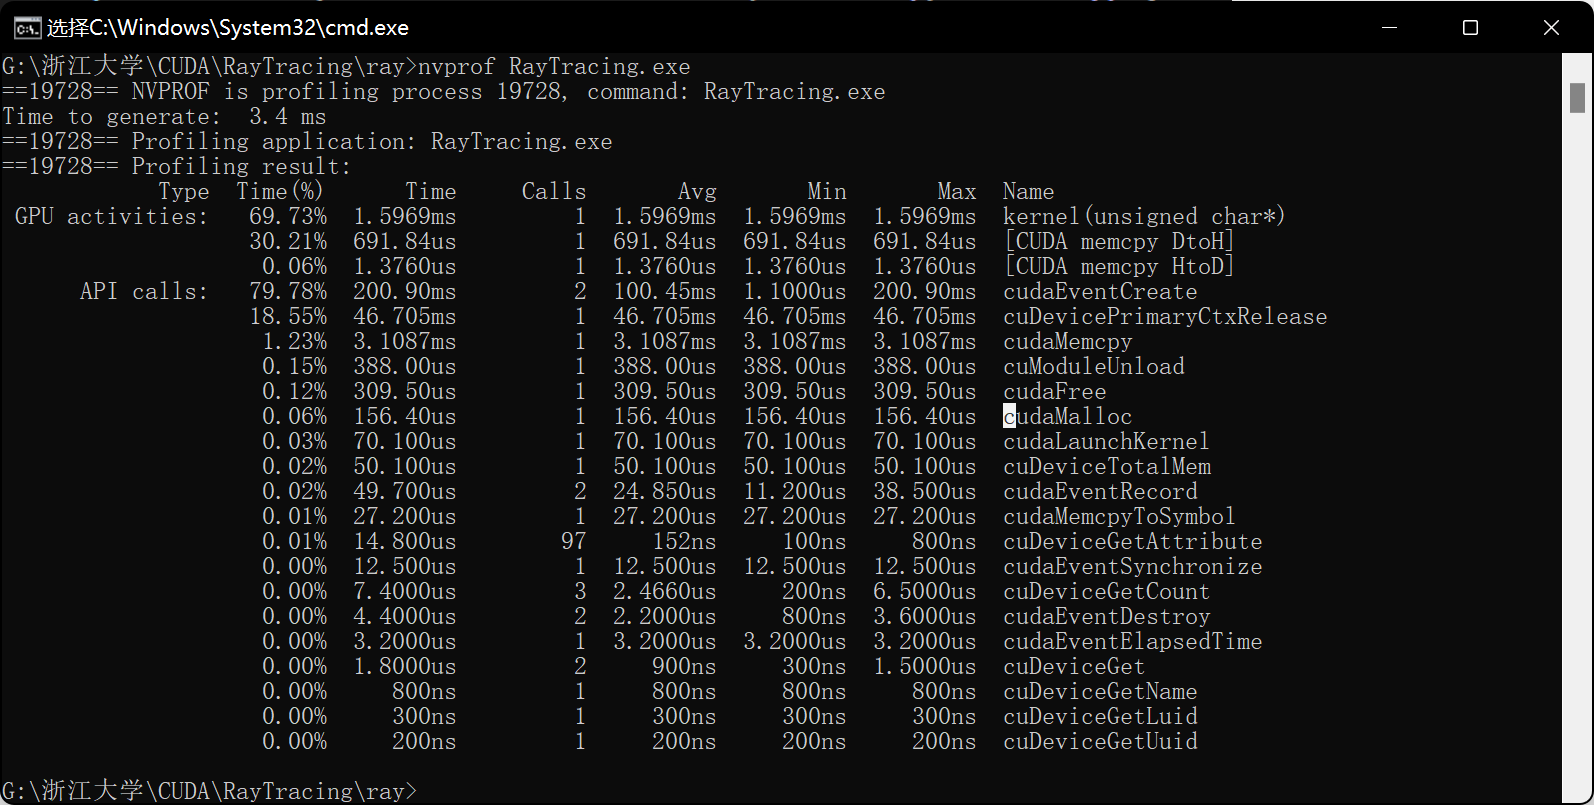 选择C:\Windows\System32\cmd.exe
G:\浙江大学\CUDA\RayTracing\ray>nvprof RayTracing.exe
==19728== NVPROF is profiling process 19728, command: RayTracing.exe
Time to generate:  3.4 ms
==19728== Profiling application: RayTracing.exe
==19728== Profiling result:
            Type  Time(%)      Time     Calls       Avg       Min       Max  Name
 GPU activities:   69.73%  1.5969ms         1  1.5969ms  1.5969ms  1.5969ms  kernel(unsigned char*)
                   30.21%  691.84us         1  691.84us  691.84us  691.84us  [CUDA memcpy DtoH]
                    0.06%  1.3760us         1  1.3760us  1.3760us  1.3760us  [CUDA memcpy HtoD]
      API calls:   79.78%  200.90ms         2  100.45ms  1.1000us  200.90ms  cudaEventCreate
                   18.55%  46.705ms         1  46.705ms  46.705ms  46.705ms  cuDevicePrimaryCtxRelease
                    1.23%  3.1087ms         1  3.1087ms  3.1087ms  3.1087ms  cudaMemcpy
                    0.15%  388.00us         1  388.00us  388.00us  388.00us  cuModuleUnload
                    0.12%  309.50us         1  309.50us  309.50us  309.50us  cudaFree
                    0.06%  156.40us         1  156.40us  156.40us  156.40us  cudaMalloc
                    0.03%  70.100us         1  70.100us  70.100us  70.100us  cudaLaunchKernel
                    0.02%  50.100us         1  50.100us  50.100us  50.100us  cuDeviceTotalMem
                    0.02%  49.700us         2  24.850us  11.200us  38.500us  cudaEventRecord
                    0.01%  27.200us         1  27.200us  27.200us  27.200us  cudaMemcpyToSymbol
                    0.01%  14.800us        97     152ns     100ns     800ns  cuDeviceGetAttribute
                    0.00%  12.500us         1  12.500us  12.500us  12.500us  cudaEventSynchronize
                    0.00%  7.4000us         3  2.4660us     200ns  6.5000us  cuDeviceGetCount
                    0.00%  4.4000us         2  2.2000us     800ns  3.6000us  cudaEventDestroy
                    0.00%  3.2000us         1  3.2000us  3.2000us  3.2000us  cudaEventElapsedTime
                    0.00%  1.8000us         2     900ns     300ns  1.5000us  cuDeviceGet
                    0.00%     800ns         1     800ns     800ns     800ns  cuDeviceGetName
                    0.00%     300ns         1     300ns     300ns     300ns  cuDeviceGetLuid
                    0.00%     200ns         1     200ns     200ns     200ns  cuDeviceGetUuid
G:\浙江大学\CUDA\RayTracing\ray>